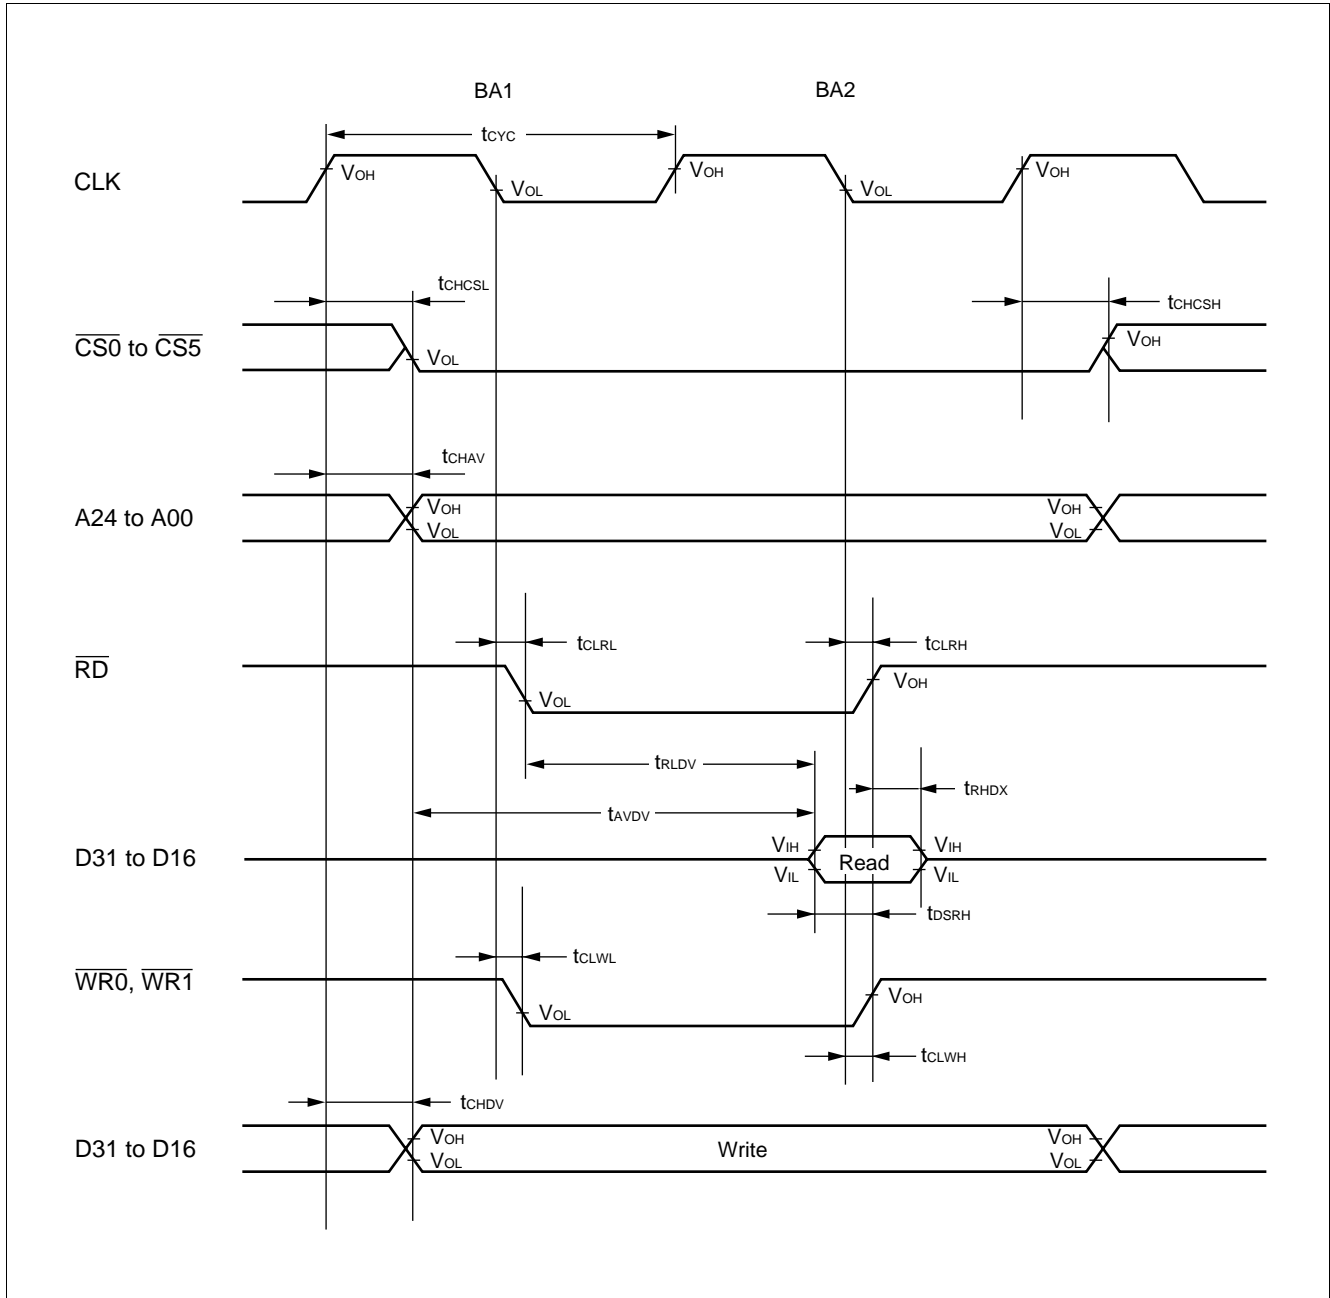 BA1 BA2
tCYC
CLK VOH VOL VOH VOL VOH
tCHCSL tCHCSH
CS0 to CS5 VOL VOH
tCHAV
A24 to A00 VOH VOL VOH VOL
tCLRL tCLRH
RD VOL VOH
tRLDV tRHDX
tAVDV
D31 to D16 VIH VIL Read VIH VIL
tDSRH
tCLWL
WR0, WR1 VOL VOH
tCLWH
tCHDV
D31 to D16 VOH VOL Write VOH VOL